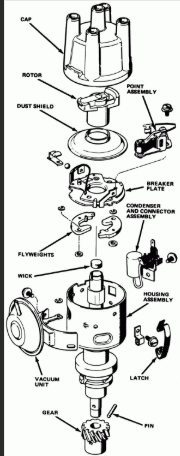 CAP
ROTOR
POINT
ASSEMBLY
DUST SHIELD
BREAKER
PLATE
CONDENSER
AND CONNECTOR
ASSEMBLY
FLYWEIGHTS
WICK
HOUSING
ASSEMBLY
VACUUM
UNIT
LATCH
GEAR
PIN